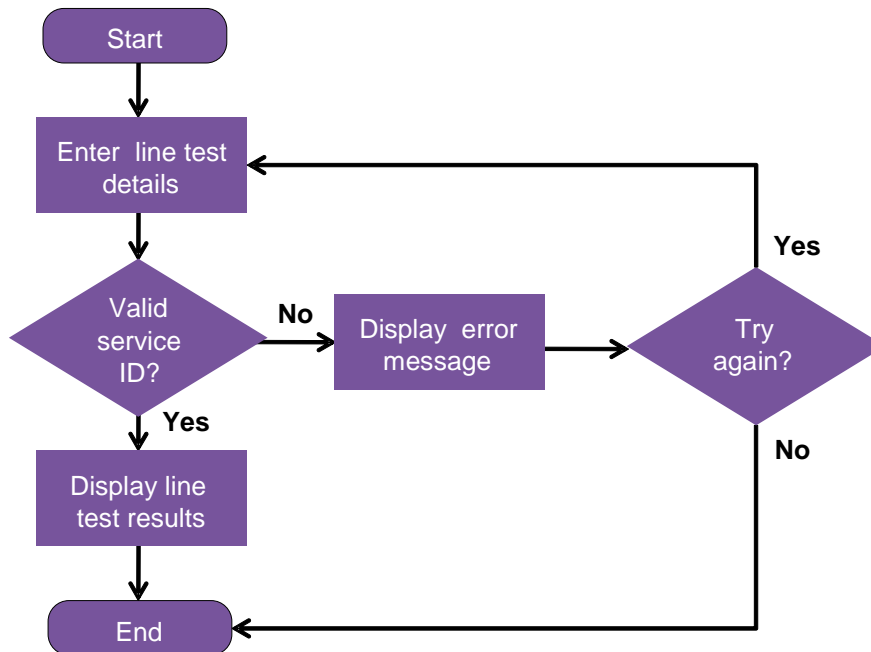 Start
Enter line test
details
Yes
Valid
service
ID?
No
Display error
message
Try
again?
Yes
No
Display line
test results
End